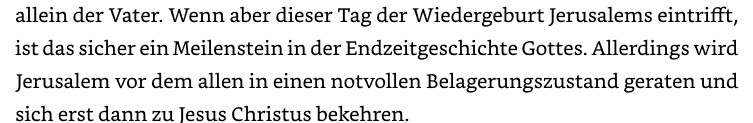 allein der Vater. Wenn aber dieser Tag der Wiedergeburt Jerusalems eintrifft,
ist das sicher ein Meilenstein in der Endzeitgeschichte Gottes. Allerdings wird
Jerusalem vor dem allen in einen notvollen Belagerungszustand geraten und
sich erst dann zu Jesus Christus bekehren.